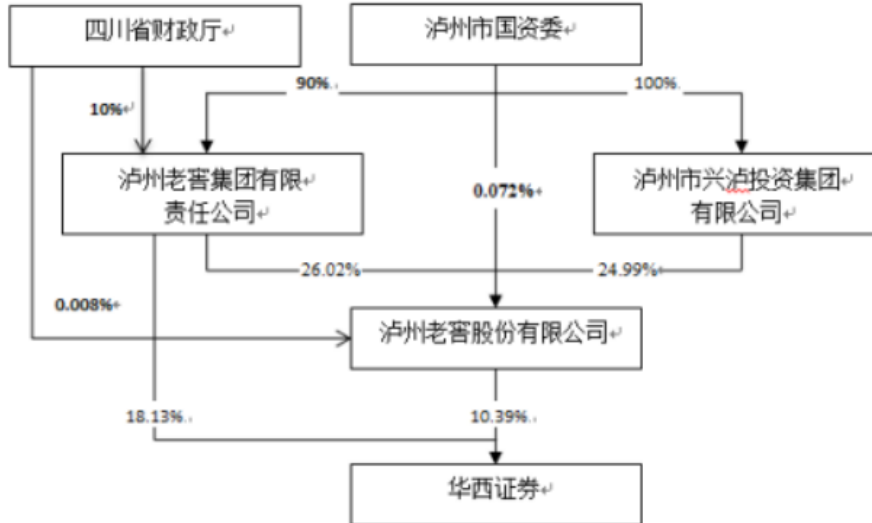 四川省财政厅
泸州市国资委
90%
100%
10%
泸州老窖集团有限
责任公司
0.072%
泸州市兴泸投资集团
有限公司
26.02%
24.99%
0.008%
泸州老窖股份有限公司
18.13%
10.39%
华西证券